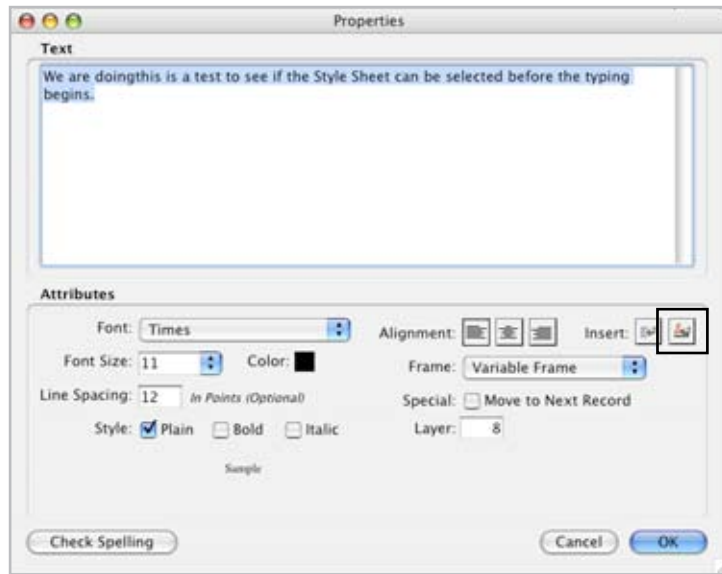 Properties
Text
We are doingthis is a test to see if the Style Sheet can be selected before the typing
begins.
Attributes
Font: Times
Alignment:
Insert:
Font Size: 11
Color:
Frame: Variable Frame
Line Spacing: 12 In Points (Optional)
Special: Move to Next Record
Style: Plain Bold Italic
Layer: 8
Sample
Check Spelling
Cancel
OK